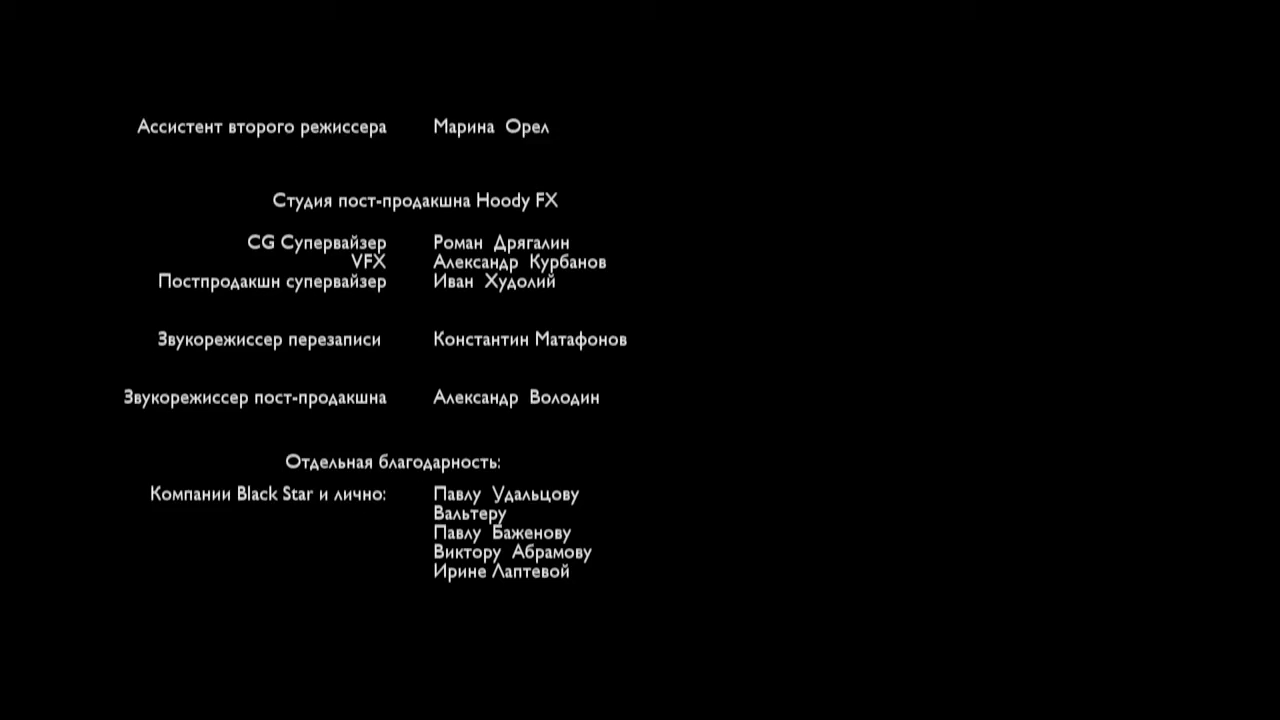 Ассистент второго режиссера Марина Орел
Студия пост-продакшна Hoody FX
CG Супервайзер Роман Дрягалин
VFX Александр Курбанов
Постпродакшн супервайзер Иван Худолий
Звукорежиссер перезаписи Константин Матафонов
Звукорежиссер пост-продакшна Александр Володин
Отдельная благодарность:
Компании Black Star и лично: Павлу Удальцову
Вальтеру
Павлу Баженову
Виктору Абрамову
Ирине Лаптевой